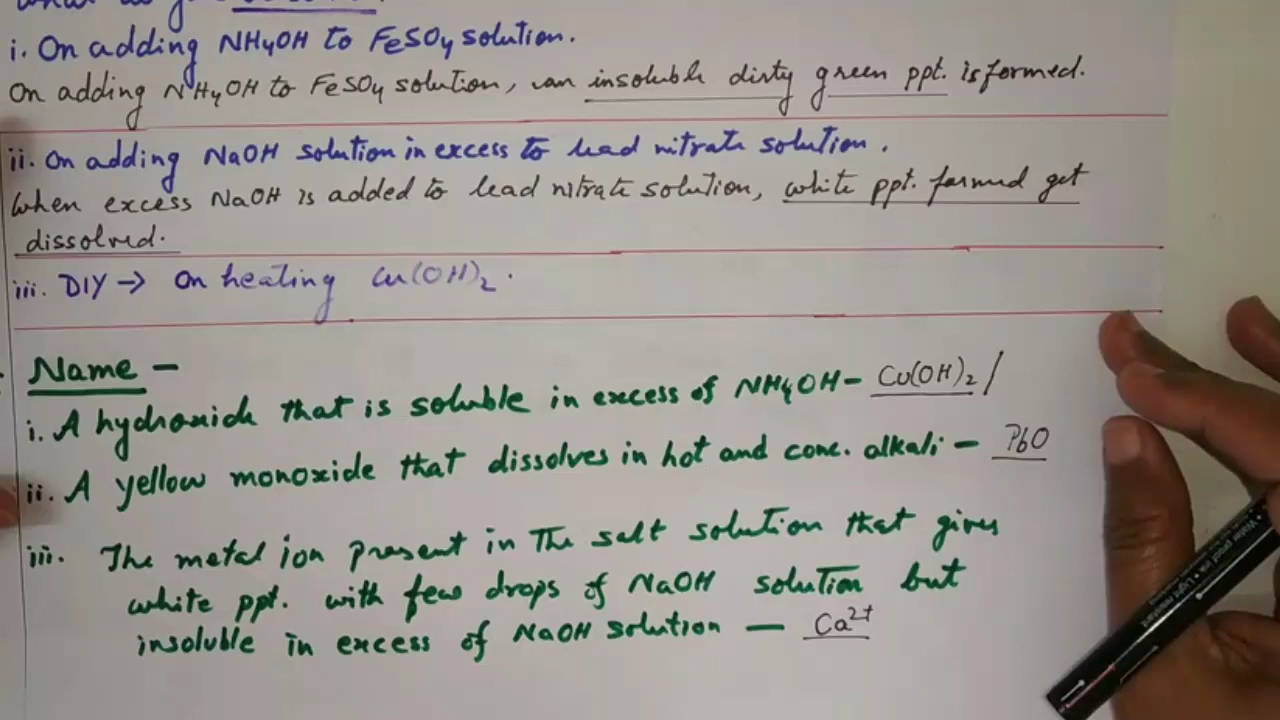 i. On adding NH4OH to FeSO4 solution.
On adding NH4OH to FeSO4 solution, an insoluble dirty green ppt. is formed.
ii. On adding NaOH solution in excess to lead nitrate solution.
When excess NaOH is added to lead nitrate solution, white ppt. formed get
dissolved.
iii. DIY → On heating Cu(OH)2.
Name –
i. A hydroxide that is soluble in excess of NH4OH – Cu(OH)2 /
ii. A yellow monoxide that dissolves in hot and conc. alkali – PbO
iii. The metal ion present in the salt solution that gives
white ppt. with few drops of NaOH solution but
insoluble in excess of NaOH solution – Ca2+